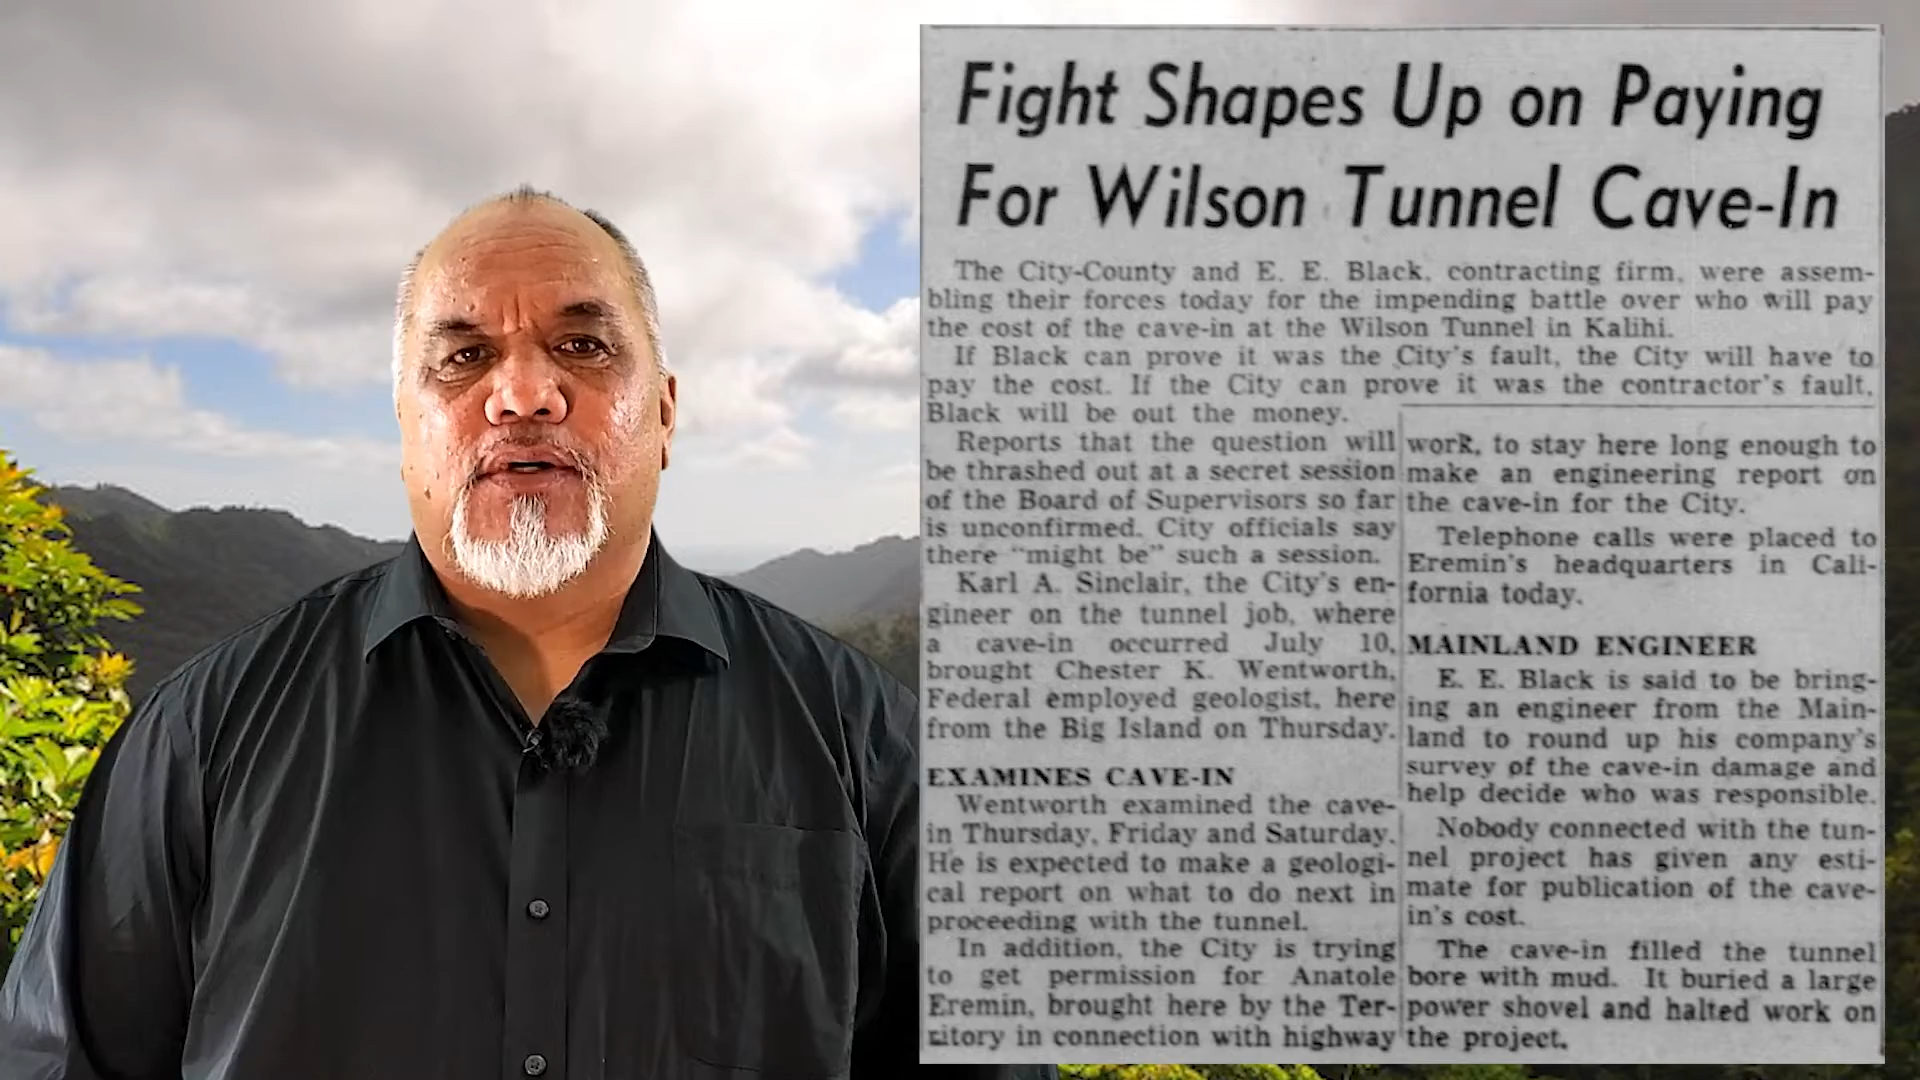 Fight Shapes Up on Paying
For Wilson Tunnel Cave-In
The City-County and E. E. Black, contracting firm, were assem-
bling their forces today for the impending battle over who will pay
the cost of the cave-in at the Wilson Tunnel in Kalihi.
If Black can prove it was the City's fault, the City will have to
pay the cost. If the City can prove it was the contractor's fault,
Black will be out the money.
Reports that the question will
be thrashed out at a secret session
of the Board of Supervisors so far
is unconfirmed. City officials say
there "might be" such a session.
Karl A. Sinclair, the City's en-
gineer on the tunnel job, where
a cave-in occurred July 10,
brought Chester K. Wentworth,
Federal employed geologist, here
from the Big Island on Thursday.
EXAMINES CAVE-IN
Wentworth examined the cave-
in Thursday, Friday and Saturday.
He is expected to make a geologi-
cal report on what to do next in
proceeding with the tunnel.
In addition, the City is trying
to get permission for Anatole
Eremin, brought here by the Ter-
ritory in connection with highway
work, to stay here long enough to
make an engineering report on
the cave-in for the City.
Telephone calls were placed to
Eremin's headquarters in Cali-
fornia today.
MAINLAND ENGINEER
E. E. Black is said to be bring-
ing an engineer from the Main-
land to round up his company's
survey of the cave-in damage and
help decide who was responsible.
Nobody connected with the tun-
nel project has given any esti-
mate for publication of the cave-
in's cost.
The cave-in filled the tunnel
bore with mud. It buried a large
power shovel and halted work on
the project.